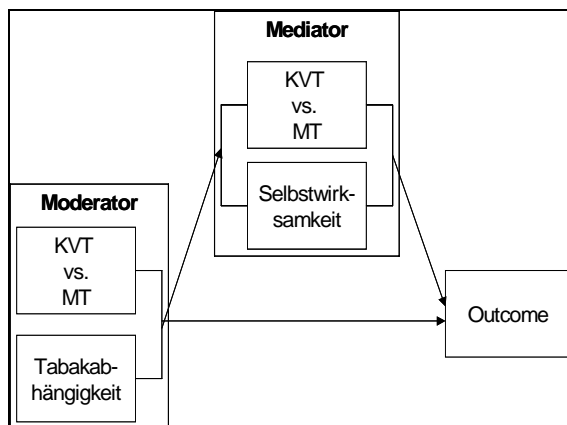 Mediator
KVT
vs.
MT
Selbstwirk-
samkeit
Moderator
KVT
vs.
MT
Tabakab-
hängigkeit
Outcome